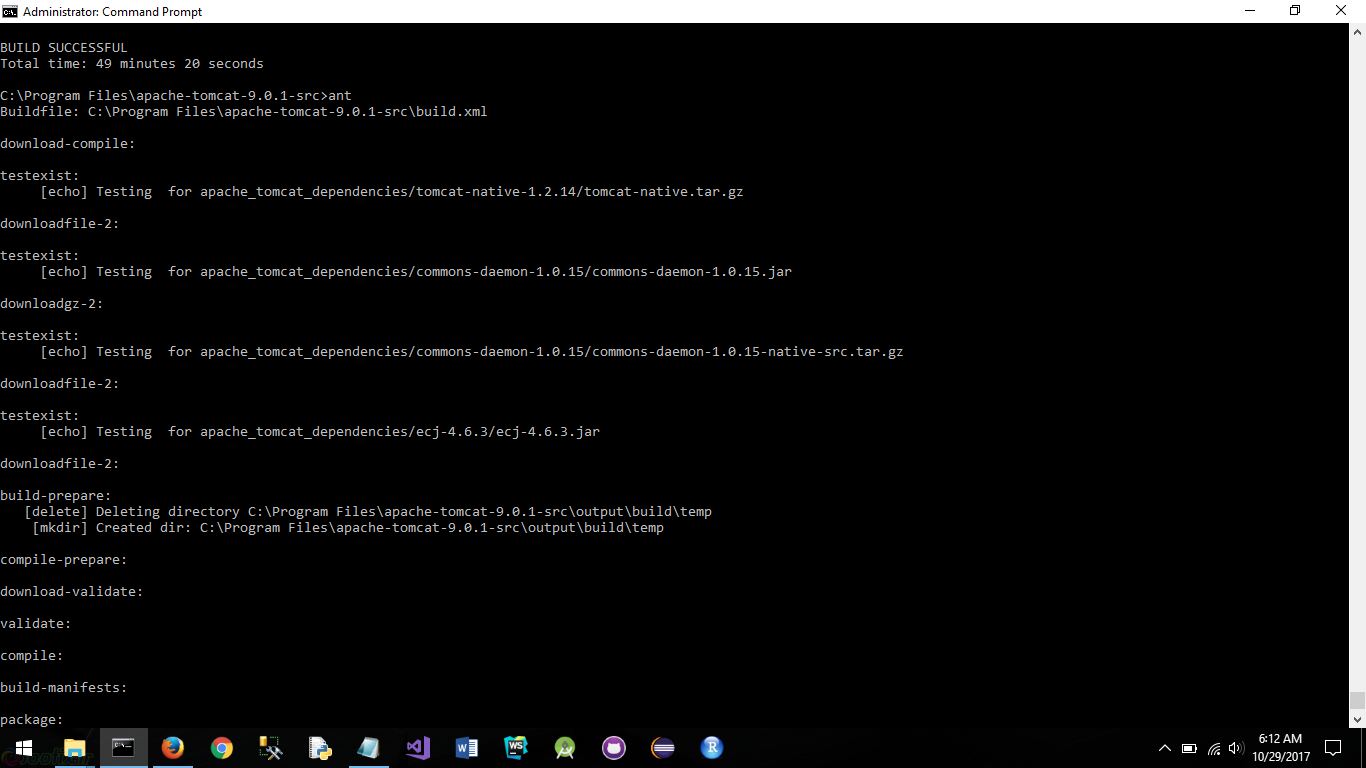 Administrator: Command Prompt
BUILD SUCCESSFUL
Total time: 49 minutes 20 seconds
C:\Program Files\apache-tomcat-9.0.1-src>ant
Buildfile: C:\Program Files\apache-tomcat-9.0.1-src\build.xml
download-compile:
testexist:
[echo] Testing  for apache_tomcat_dependencies/tomcat-native-1.2.14/tomcat-native.tar.gz
downloadfile-2:
testexist:
[echo] Testing  for apache_tomcat_dependencies/commons-daemon-1.0.15/commons-daemon-1.0.15.jar
downloadgz-2:
testexist:
[echo] Testing  for apache_tomcat_dependencies/commons-daemon-1.0.15/commons-daemon-1.0.15-native-src.tar.gz
downloadfile-2:
testexist:
[echo] Testing  for apache_tomcat_dependencies/ecj-4.6.3/ecj-4.6.3.jar
downloadfile-2:
build-prepare:
[delete] Deleting directory C:\Program Files\apache-tomcat-9.0.1-src\output\build\temp
[mkdir] Created dir: C:\Program Files\apache-tomcat-9.0.1-src\output\build\temp
compile-prepare:
download-validate:
validate:
compile:
build-manifests:
package:
WS
R
6:12 AM
10/29/2017